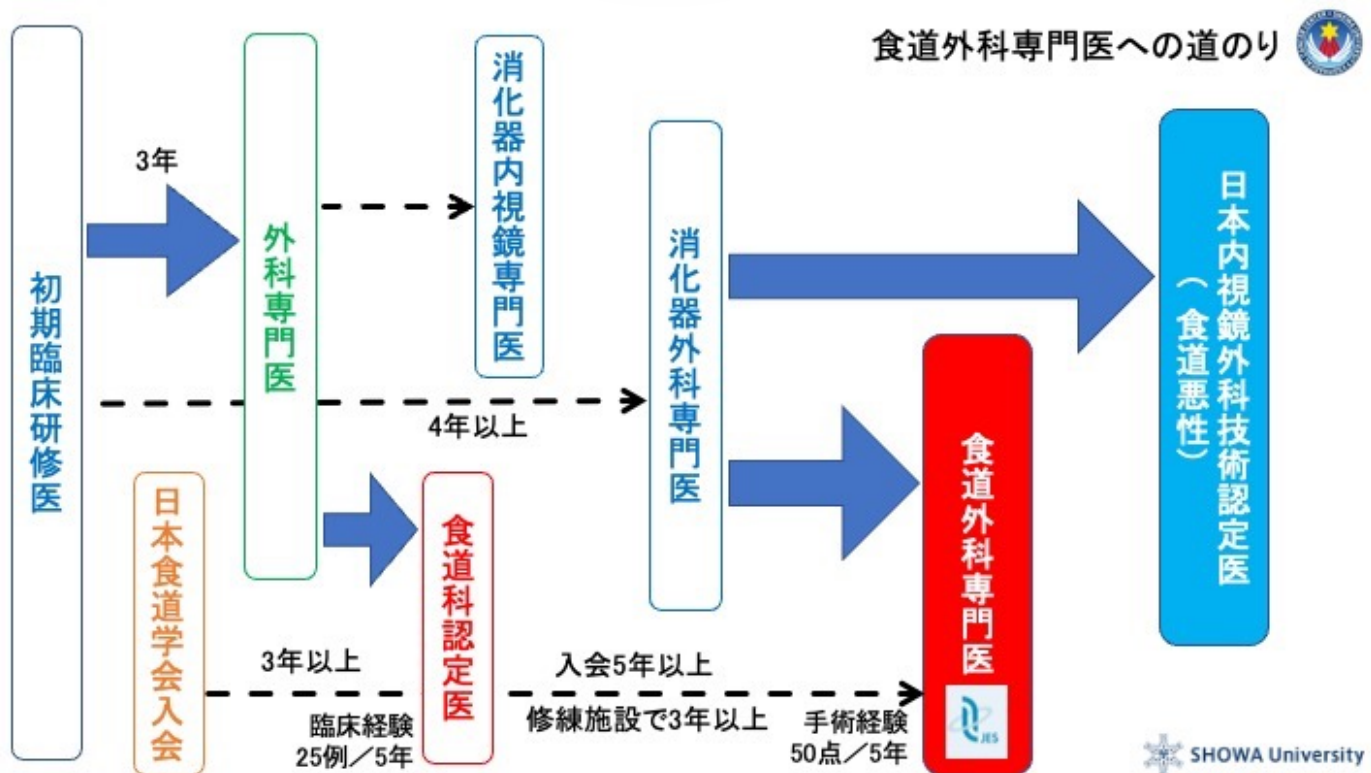 食道外科専門医への道のり
初期臨床研修医
3年
外科専門医
消化器内視鏡専門医
消化器外科専門医
日本内視鏡外科技術認定医
（食道悪性）
4年以上
日本食道学会入会
食道科認定医
食道外科専門医
3年以上
臨床経験
25例／5年
入会5年以上
修練施設で3年以上
手術経験
50点／5年
JES
SHOWA University